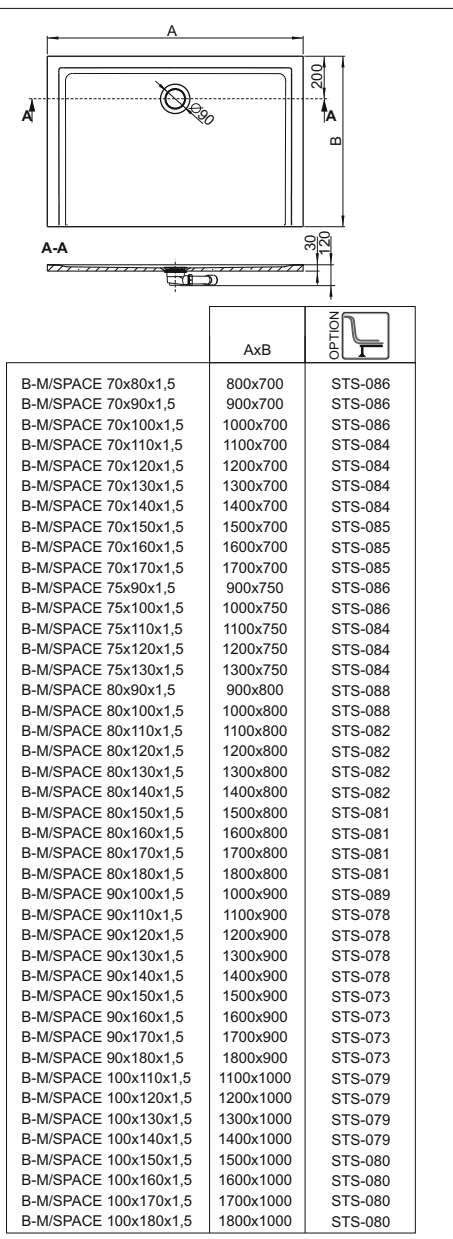 A
200
A
Ø90
A
B
A-A
30
120
AxB
OPTION
B-M/SPACE 70x80x1,5 800x700 STS-086
B-M/SPACE 70x90x1,5 900x700 STS-086
B-M/SPACE 70x100x1,5 1000x700 STS-086
B-M/SPACE 70x110x1,5 1100x700 STS-084
B-M/SPACE 70x120x1,5 1200x700 STS-084
B-M/SPACE 70x130x1,5 1300x700 STS-084
B-M/SPACE 70x140x1,5 1400x700 STS-084
B-M/SPACE 70x150x1,5 1500x700 STS-085
B-M/SPACE 70x160x1,5 1600x700 STS-085
B-M/SPACE 70x170x1,5 1700x700 STS-085
B-M/SPACE 75x90x1,5 900x750 STS-086
B-M/SPACE 75x100x1,5 1000x750 STS-086
B-M/SPACE 75x110x1,5 1100x750 STS-084
B-M/SPACE 75x120x1,5 1200x750 STS-084
B-M/SPACE 75x130x1,5 1300x750 STS-084
B-M/SPACE 80x90x1,5 900x800 STS-088
B-M/SPACE 80x100x1,5 1000x800 STS-088
B-M/SPACE 80x110x1,5 1100x800 STS-082
B-M/SPACE 80x120x1,5 1200x800 STS-082
B-M/SPACE 80x130x1,5 1300x800 STS-082
B-M/SPACE 80x140x1,5 1400x800 STS-082
B-M/SPACE 80x150x1,5 1500x800 STS-081
B-M/SPACE 80x160x1,5 1600x800 STS-081
B-M/SPACE 80x170x1,5 1700x800 STS-081
B-M/SPACE 80x180x1,5 1800x800 STS-081
B-M/SPACE 90x100x1,5 1000x900 STS-089
B-M/SPACE 90x110x1,5 1100x900 STS-078
B-M/SPACE 90x120x1,5 1200x900 STS-078
B-M/SPACE 90x130x1,5 1300x900 STS-078
B-M/SPACE 90x140x1,5 1400x900 STS-078
B-M/SPACE 90x150x1,5 1500x900 STS-073
B-M/SPACE 90x160x1,5 1600x900 STS-073
B-M/SPACE 90x170x1,5 1700x900 STS-073
B-M/SPACE 90x180x1,5 1800x900 STS-073
B-M/SPACE 100x110x1,5 1100x1000 STS-079
B-M/SPACE 100x120x1,5 1200x1000 STS-079
B-M/SPACE 100x130x1,5 1300x1000 STS-079
B-M/SPACE 100x140x1,5 1400x1000 STS-079
B-M/SPACE 100x150x1,5 1500x1000 STS-080
B-M/SPACE 100x160x1,5 1600x1000 STS-080
B-M/SPACE 100x170x1,5 1700x1000 STS-080
B-M/SPACE 100x180x1,5 1800x1000 STS-080